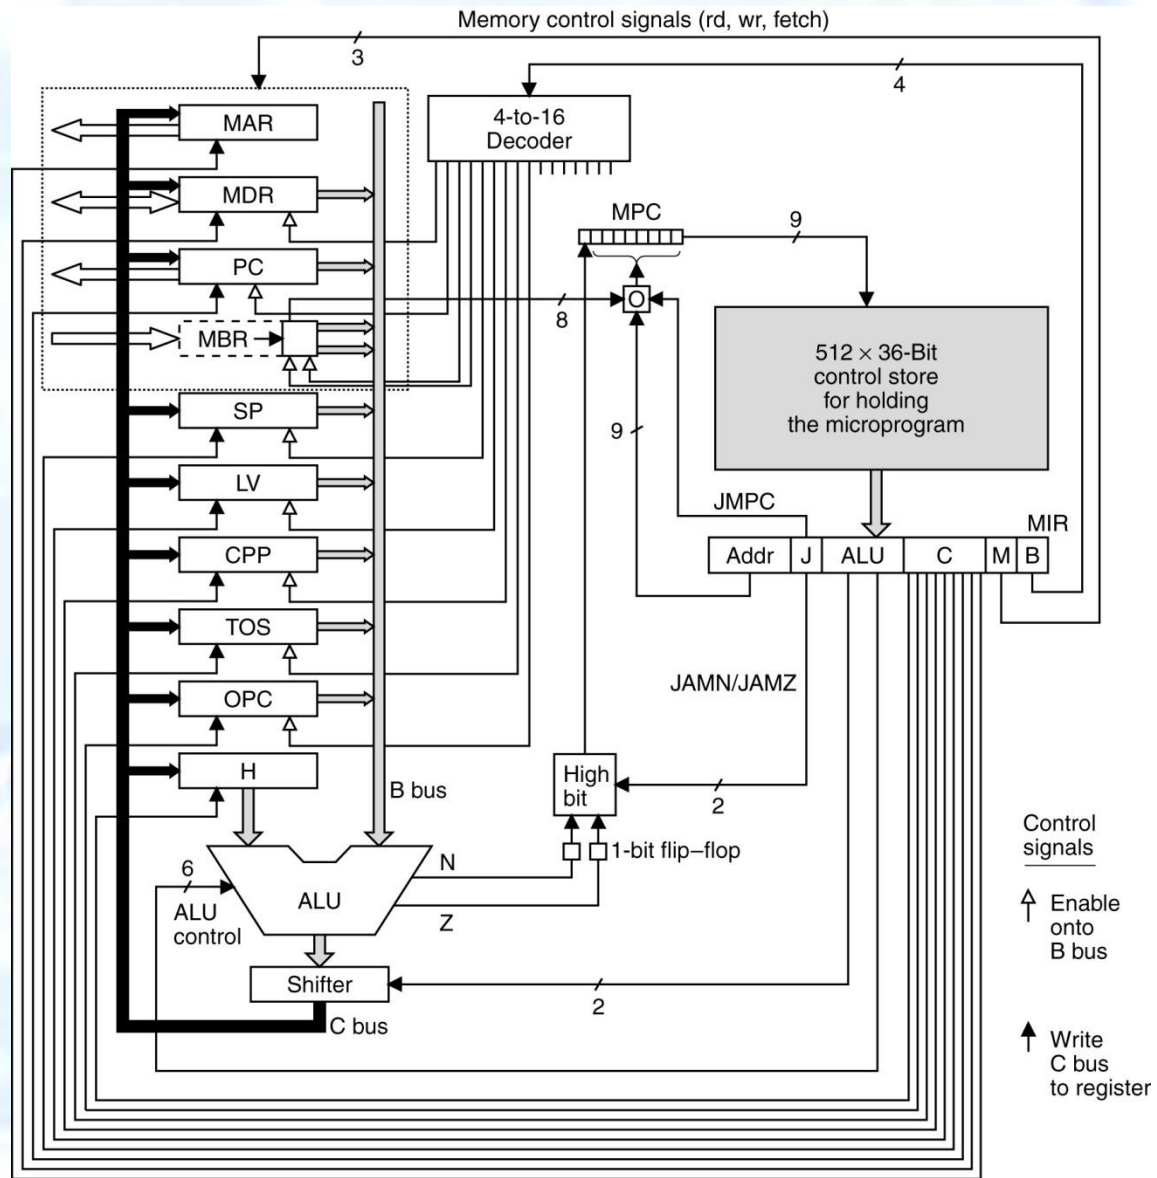 Memory control signals (rd, wr, fetch)
3
4
MAR
4-to-16
Decoder
MDR
MPC
9
PC
O
8
MBR
512 × 36-Bit
control store
for holding
the microprogram
SP
9
LV
JMPC
MIR
Addr
J
ALU
C
M
B
CPP
TOS
JAMN/JAMZ
OPC
H
High
bit
2
B bus
1-bit flip–flop
N
Z
6
ALU
control
ALU
Shifter
2
C bus
Control
signals
Enable
onto
B bus
Write
C bus
to register